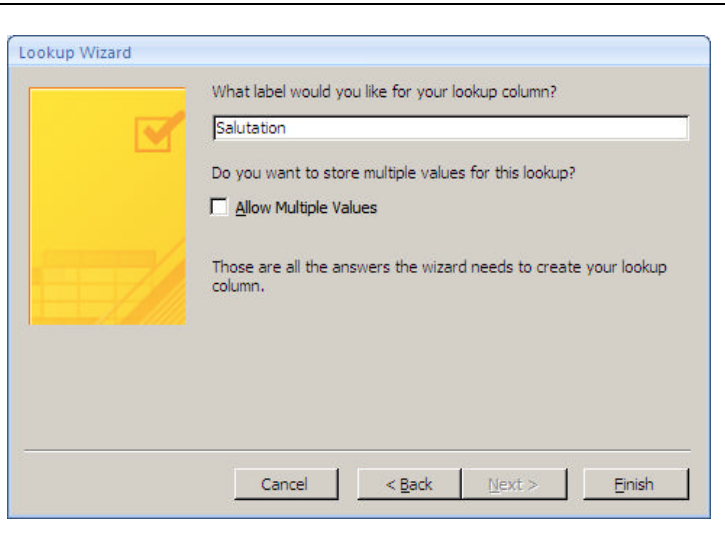 Lookup Wizard
What label would you like for your lookup column?
Salutation
Do you want to store multiple values for this lookup?
Allow Multiple Values
Those are all the answers the wizard needs to create your lookup
column.
Cancel
< Back
Next >
Finish